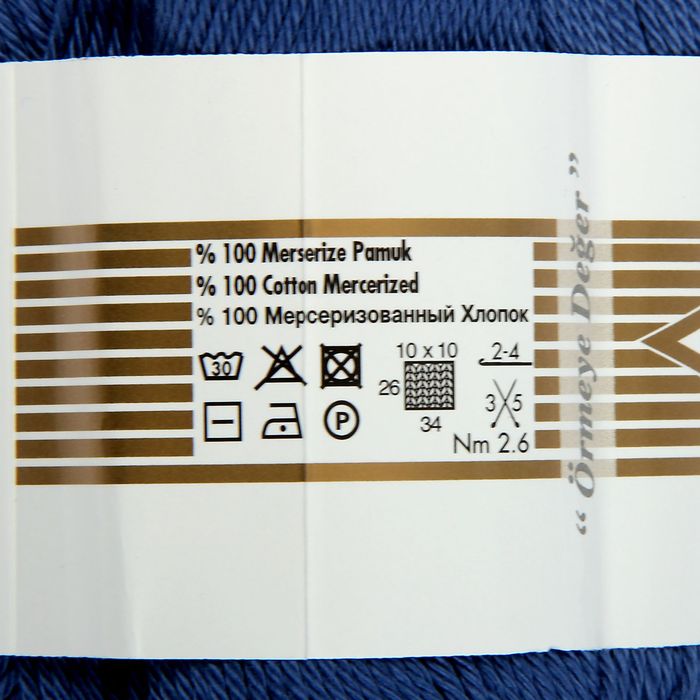 % 100 Merserize Pamuk
% 100 Cotton Mercerized
% 100 Мерсеризованный Хлопок
30
P
10 x 10
26
34
2-4
3 5
Nm 2.6
“ Örmeye Değer ”